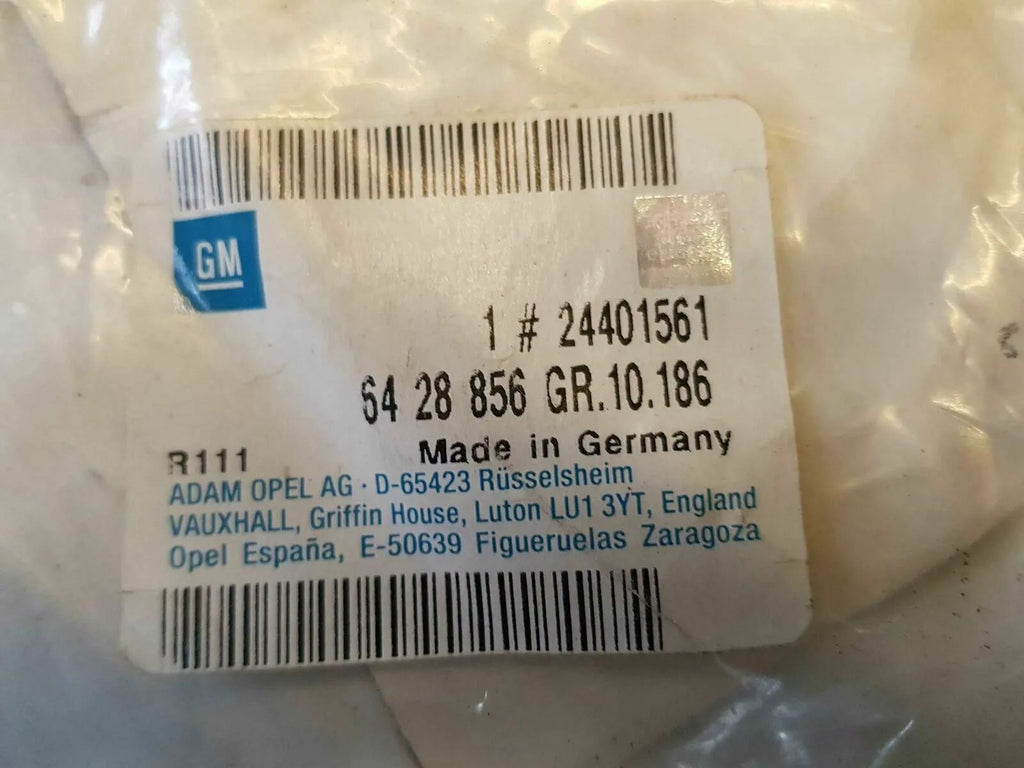 GM
1 # 24401561
64 28 856 GR.10.186
Made in Germany
R111
ADAM OPEL AG · D-65423 Rüsselsheim
VAUXHALL, Griffin House, Luton LU1 3YT, England
Opel España, E-50639 Figueruelas Zaragoza